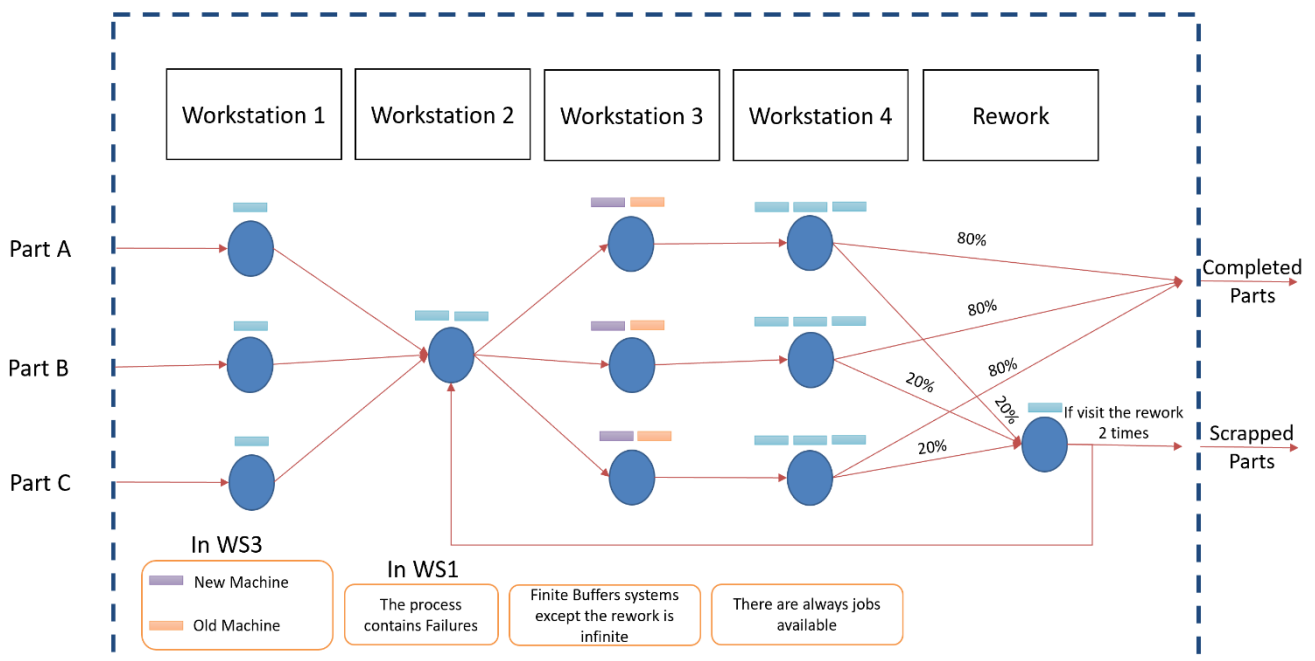 Workstation 1
Workstation 2
Workstation 3
Workstation 4
Rework
Part A
80%
Completed
Parts
80%
Part B
80%
20%
20%
If visit the rework
2 times
Scrapped
Parts
20%
Part C
In WS3
New Machine
Old Machine
In WS1
The process
contains Failures
Finite Buffers systems
except the rework is
infinite
There are always jobs
available